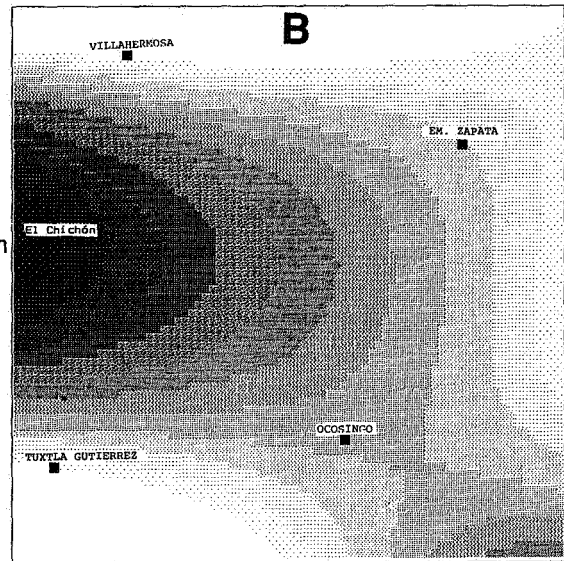 B
VILLAHERMOSA
EM. ZAPATA
El Chichón
n
OCOSINGO
TUXTLA GUTIERREZ